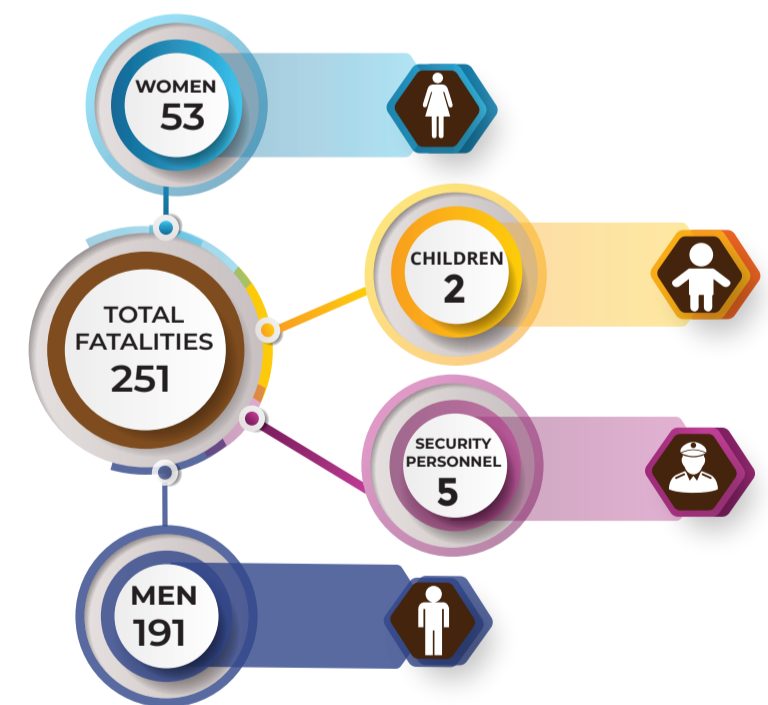 WOMEN
53
CHILDREN
2
TOTAL
FATALITIES
251
SECURITY
PERSONNEL
5
MEN
191